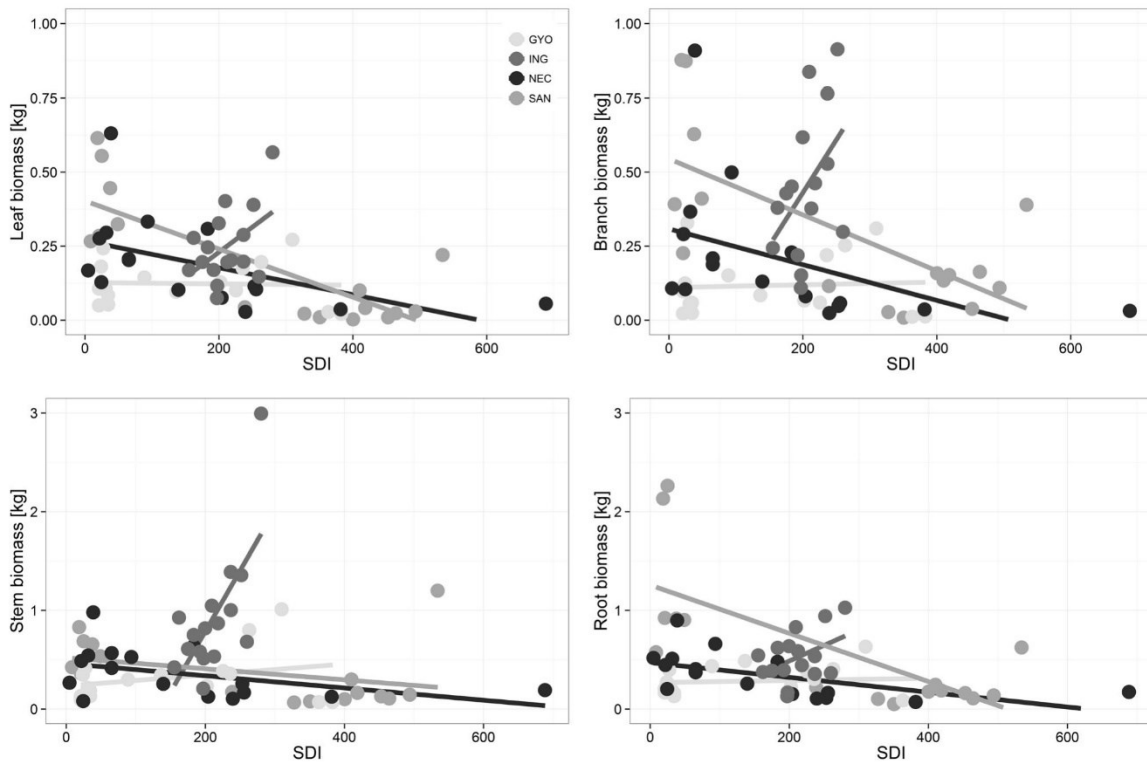 1.00
0.75
0.50
0.25
0.00
Leaf biomass [kg]
GYO
ING
NEC
SAN
0 200 400 600
SDI
1.00
0.75
0.50
0.25
0.00
Branch biomass [kg]
0 200 400 600
SDI
3
2
1
0
Stem biomass [kg]
0 200 400 600
SDI
3
2
1
0
Root biomass [kg]
0 200 400 600
SDI